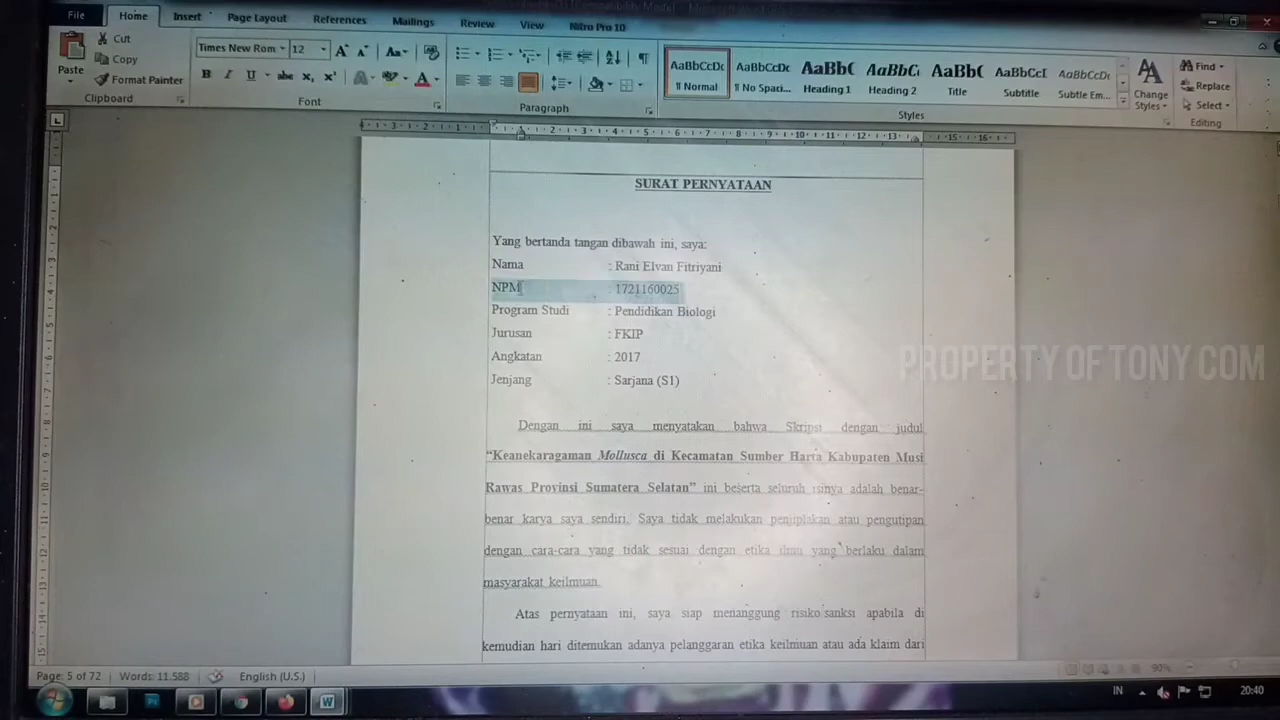 File Home Insert Page Layout References Mailings Review View Nitro Pro 10
Cut
Copy
Format Painter
Paste
Clipboard
Times New Rom 12
Font
Paragraph
AaBbCcDc AaBbCcDc AaBb( AaBbC AaBb( AaBbCcI AaBbCcDc
¶ Normal ¶ No Spaci... Heading 1 Heading 2 Title Subtitle Subtle Em...
Change
Styles
Styles
Find
Replace
Select
Editing
SURAT PERNYATAAN
Yang bertanda tangan dibawah ini, saya:
Nama : Rani Elvan Fitriyani
NPM : 1721160025
Program Studi : Pendidikan Biologi
Jurusan : FKIP
Angkatan : 2017
Jenjang : Sarjana (S1)
PROPERTY OF TONY COM
Dengan ini saya menyatakan bahwa Skripsi dengan judul
“Keanekaragaman Mollusca di Kecamatan Sumber Harta Kabupaten Musi
Rawas Provinsi Sumatera Selatan” ini beserta seluruh isinya adalah benar-
benar karya saya sendiri. Saya tidak melakukan penjiplakan atau pengutipan
dengan cara-cara yang tidak sesuai dengan etika ilmu yang berlaku dalam
masyarakat keilmuan.
Atas pernyataan ini, saya siap menanggung risiko sanksi apabila di
kemudian hari ditemukan adanya pelanggaran etika keilmuan atau ada klaim dari
Page: 5 of 72 Words: 11.588 English (U.S.) 90%
IN 20:40